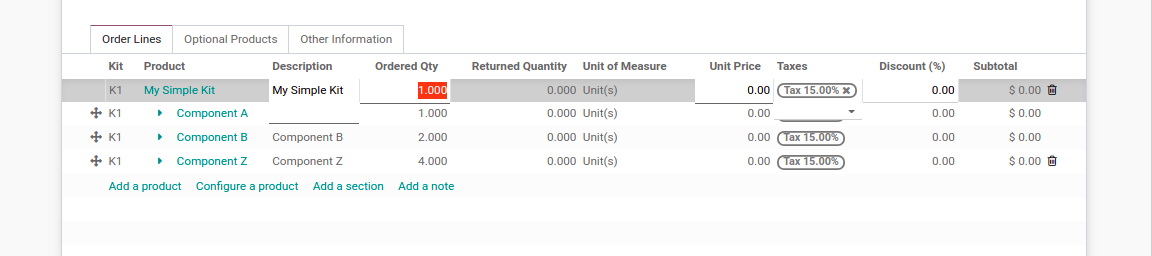 Order Lines Optional Products Other Information
Kit Product Description Ordered Qty Returned Quantity Unit of Measure Unit Price Taxes Discount (%) Subtotal
K1 My Simple Kit My Simple Kit 1.000 0.000 Unit(s) 0.00 Tax 15.00% ✖ 0.00 $ 0.00
K1 Component A 1.000 0.000 Unit(s) 0.00 0.00 $ 0.00
K1 Component B Component B 2.000 0.000 Unit(s) 0.00 Tax 15.00% 0.00 $ 0.00
K1 Component Z Component Z 4.000 0.000 Unit(s) 0.00 Tax 15.00% 0.00 $ 0.00
Add a product Configure a product Add a section Add a note